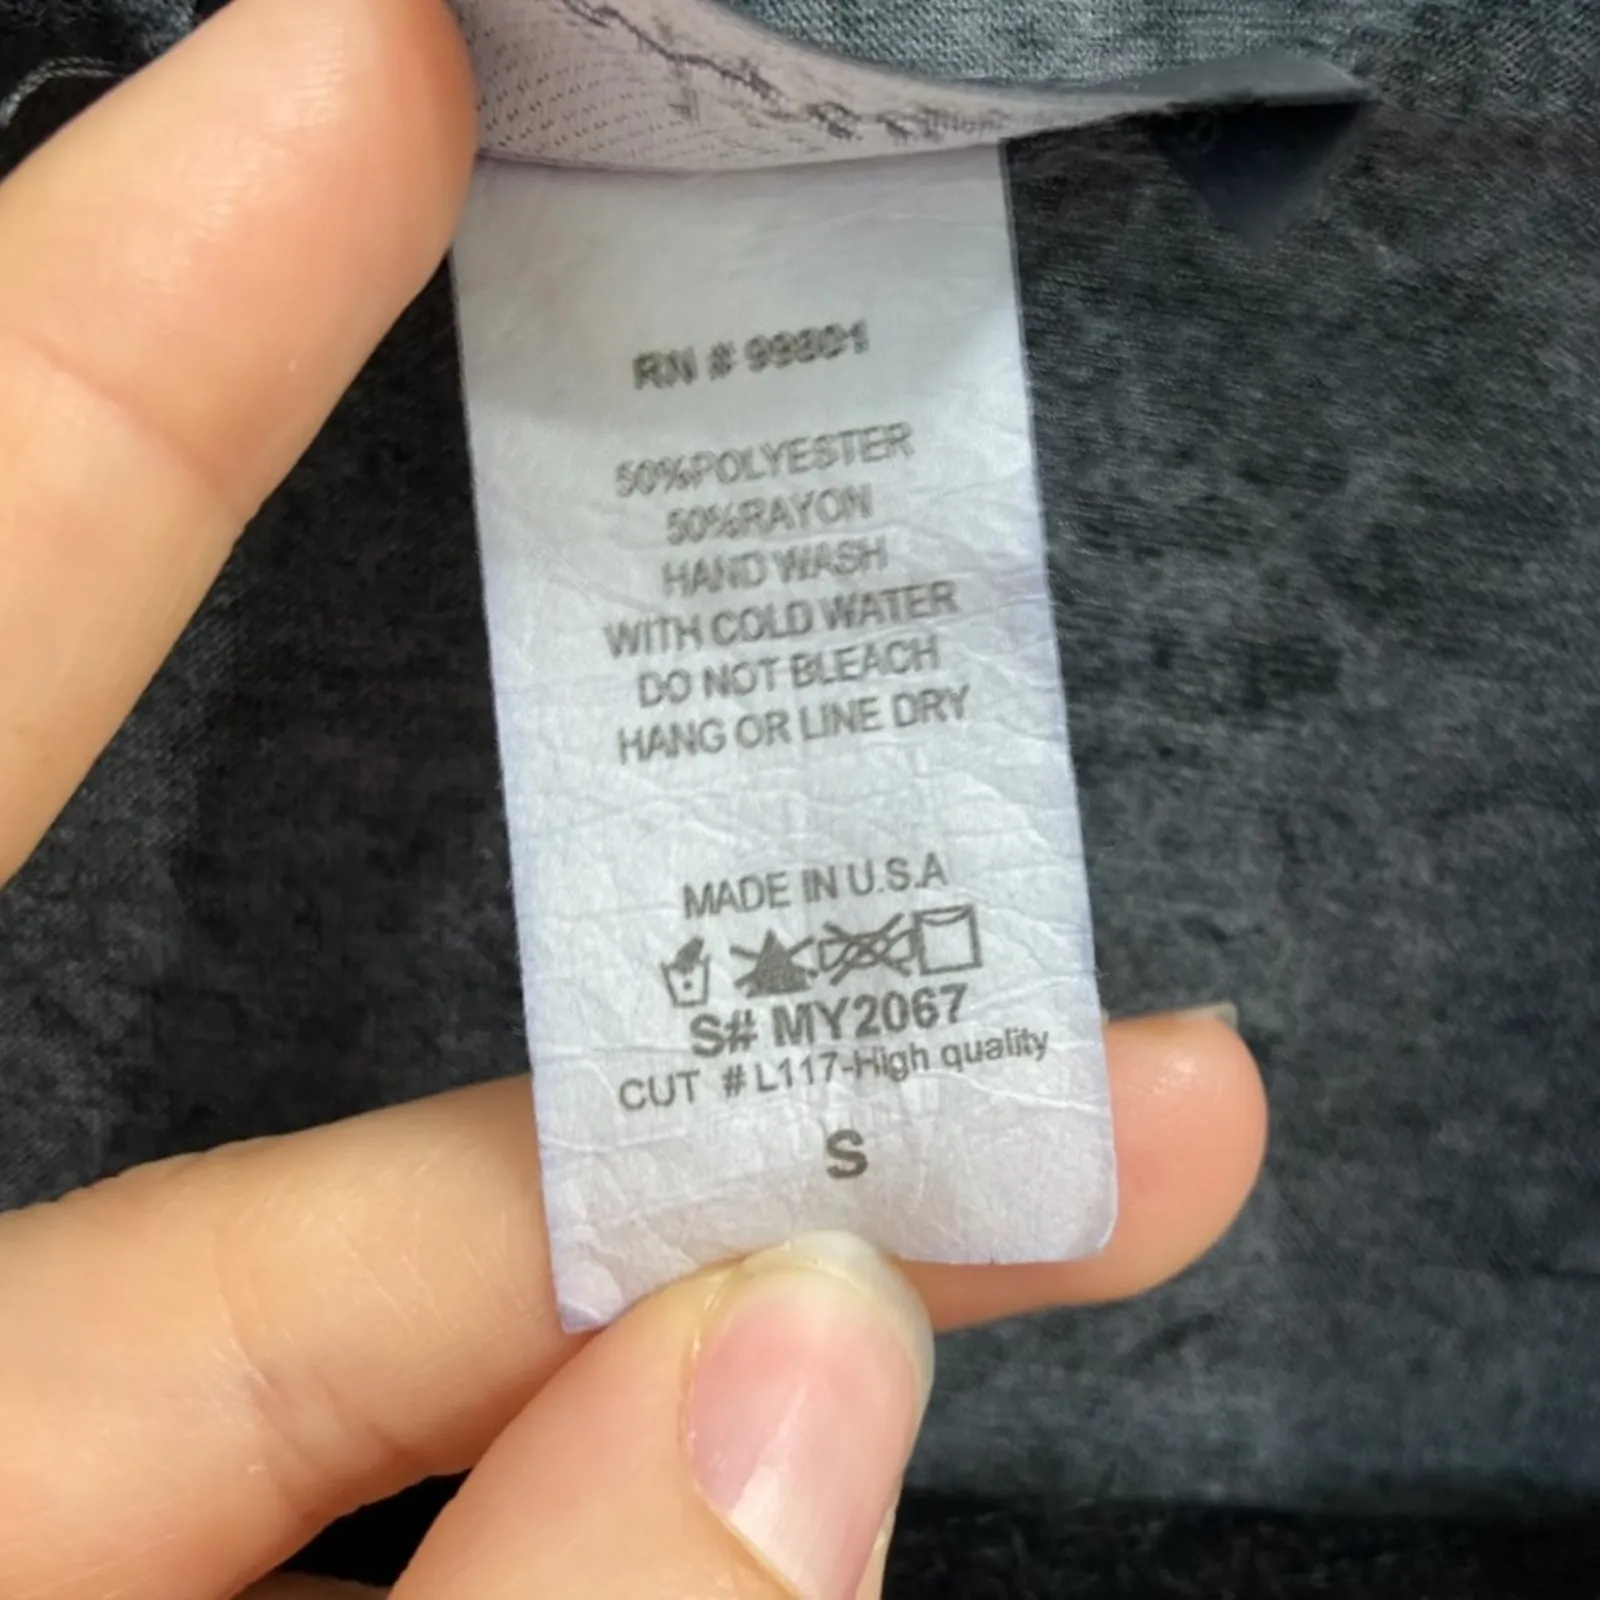 RN # 99801
50%POLYESTER
50%RAYON
HAND WASH
WITH COLD WATER
DO NOT BLEACH
HANG OR LINE DRY
MADE IN U.S.A
S# MY2067
CUT # L117-High quality
S